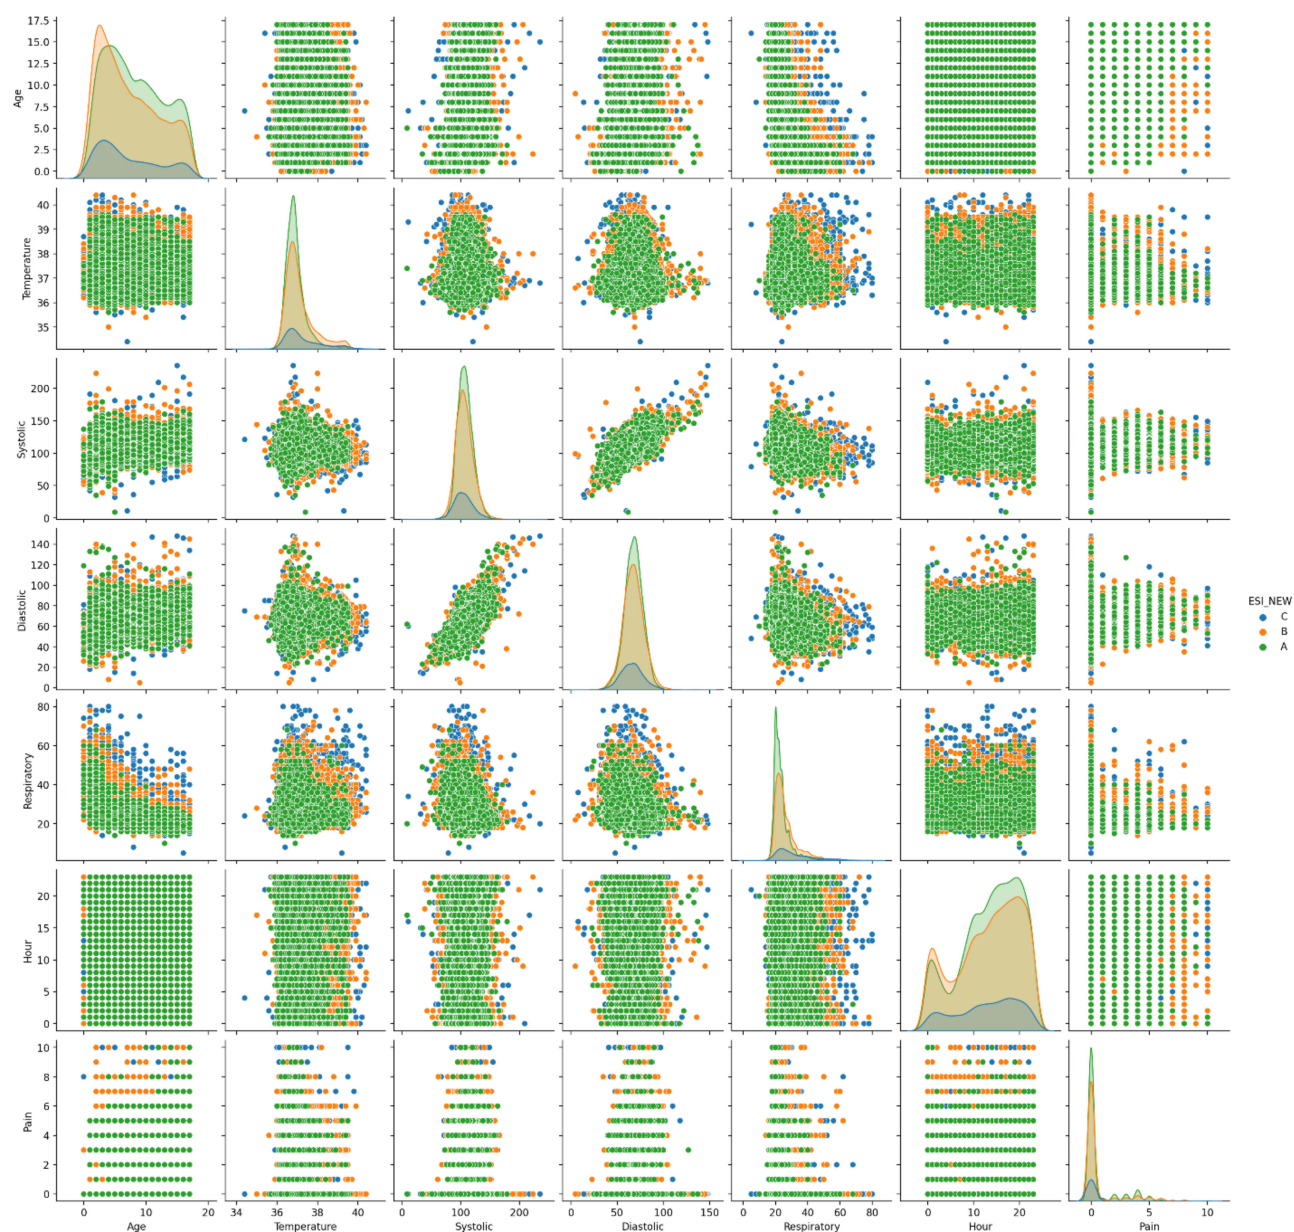 17.5
15.0
12.5
10.0
7.5
5.0
2.5
0.0
Age
40
39
38
37
36
35
Temperature
200
150
100
50
0
Systolic
140
120
100
80
60
40
20
0
Diastolic
ESI_NEW
C
B
A
80
60
40
20
Respiratory
20
15
10
5
0
Hour
10
8
6
4
2
0
Pain
0 10 20
34 36 38 40
100 200
0 50 100 150
0 20 40 60 80
0 10 20
0 5 10
Age Temperature Systolic Diastolic Respiratory Hour Pain